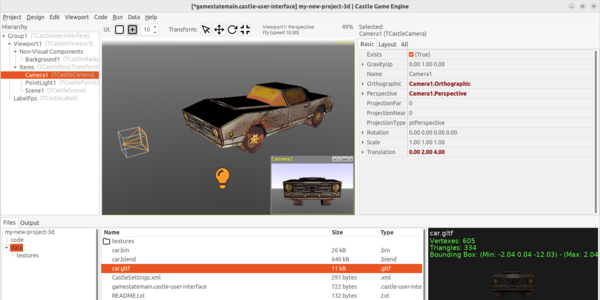 [*gamestatemain.castle-user-interface] my-new-project-3d | Castle Game Engine
Project Design Edit Viewport Code Run Data Help
Hierarchy
Group1 (TCastleUserInterface)
Viewport1 (TCastleViewport)
Non-Visual Components
Background1 (TCastleBackg
Items (TCastleRootTransform
Camera1 (TCastleCamera)
PointLight1 (TCastlePointLi
Scene1 (TCastleScene)
LabelFps (TCastleLabel)
UI: 10 Transform: Viewport1: Perspective
Fly (speed 10.00) 49%
Camera1
Selected:
Camera1 (TCastleCamera)
Basic Layout All
Exists (True)
GravityUp 0.00 1.00 0.00
Name Camera1
Orthographic Camera1.Orthographic
Perspective Camera1.Perspective
ProjectionFar 0
ProjectionNear 0
ProjectionType ptPerspective
Rotation 0.00 0.00 0.00 0.00
Scale 1.00 1.00 1.00
Translation 0.00 2.00 4.00
Files Output
my-new-project-3d
code
data
textures
Name Size Type
textures
car.bin 26 kB .bin
car.blend 640 kB .blend
car.gltf 11 kB .gltf
CastleSettings.xml 291 bytes .xml
gamestatemain.castle-user-interface 7222 bytes .castle-user-inter
README.txt 132 bytes .txt
car.gltf
Vertexes: 605
Triangles: 334
Bounding Box: (Min: -2.04 0.04 -12.03) - (Max: 2.04